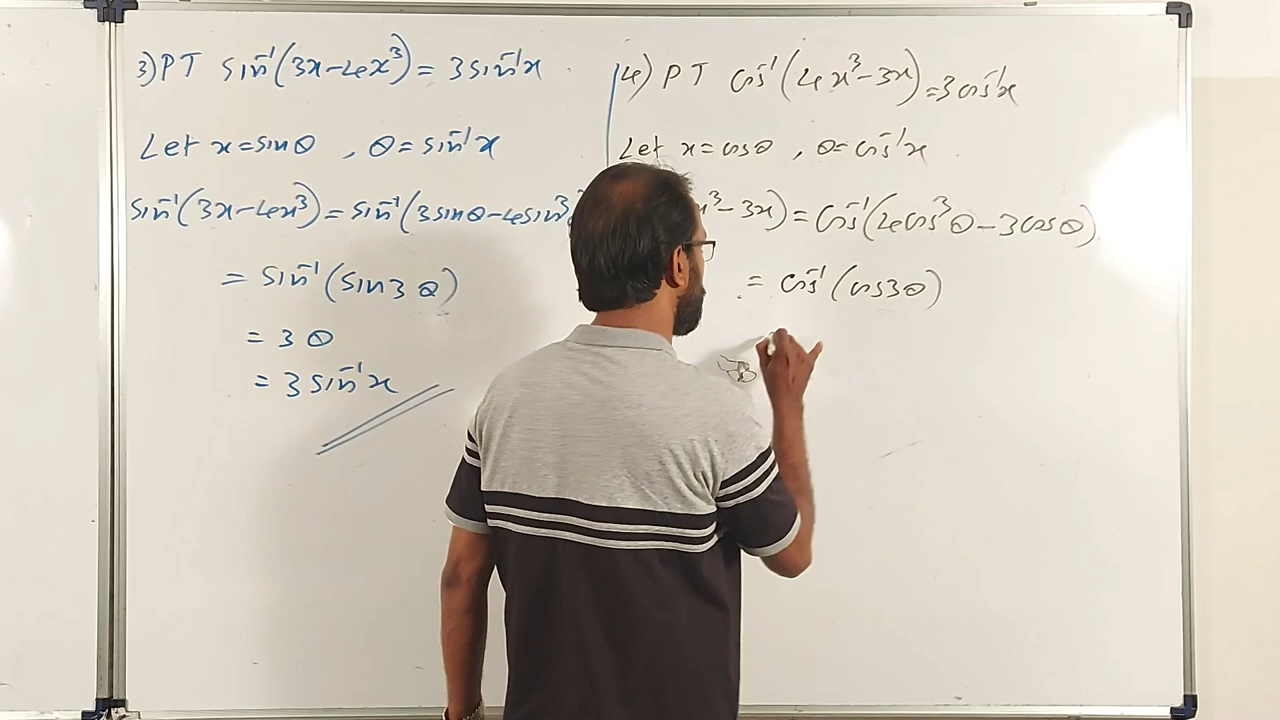 3) PT sin⁻¹(3x-4x³) = 3sin⁻¹x
Let x=sinθ , θ=sin⁻¹x
sin⁻¹(3x-4x³) = sin⁻¹(3sinθ-4sin³
= sin⁻¹(sin3θ)
= 3θ
= 3sin⁻¹x
4) PT cos⁻¹(4x³-3x) = 3cos⁻¹x
Let x=cosθ , θ=cos⁻¹x
x³-3x) = cos⁻¹(4cos³θ-3cosθ)
= cos⁻¹(cos3θ)